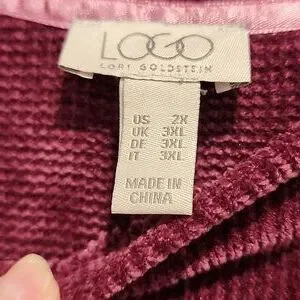 LOGO
LORI GOLDSTEIN
US 2X
UK 3XL
DE 3XL
IT 3XL
MADE IN
CHINA